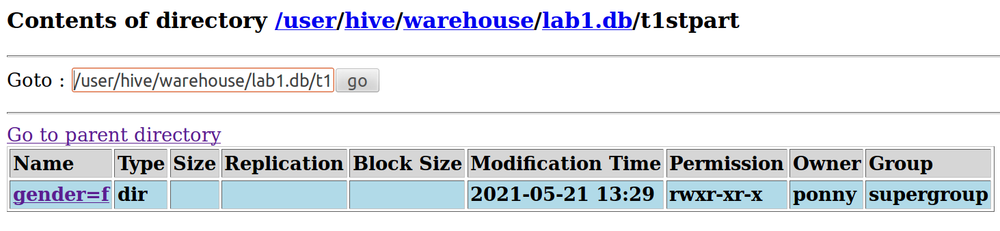 Contents of directory /user/hive/warehouse/lab1.db/t1stpart
Goto : /user/hive/warehouse/lab1.db/t1 go
Go to parent directory
Name Type Size Replication Block Size Modification Time Permission Owner Group
gender=f dir 2021-05-21 13:29 rwxr-xr-x ponny supergroup